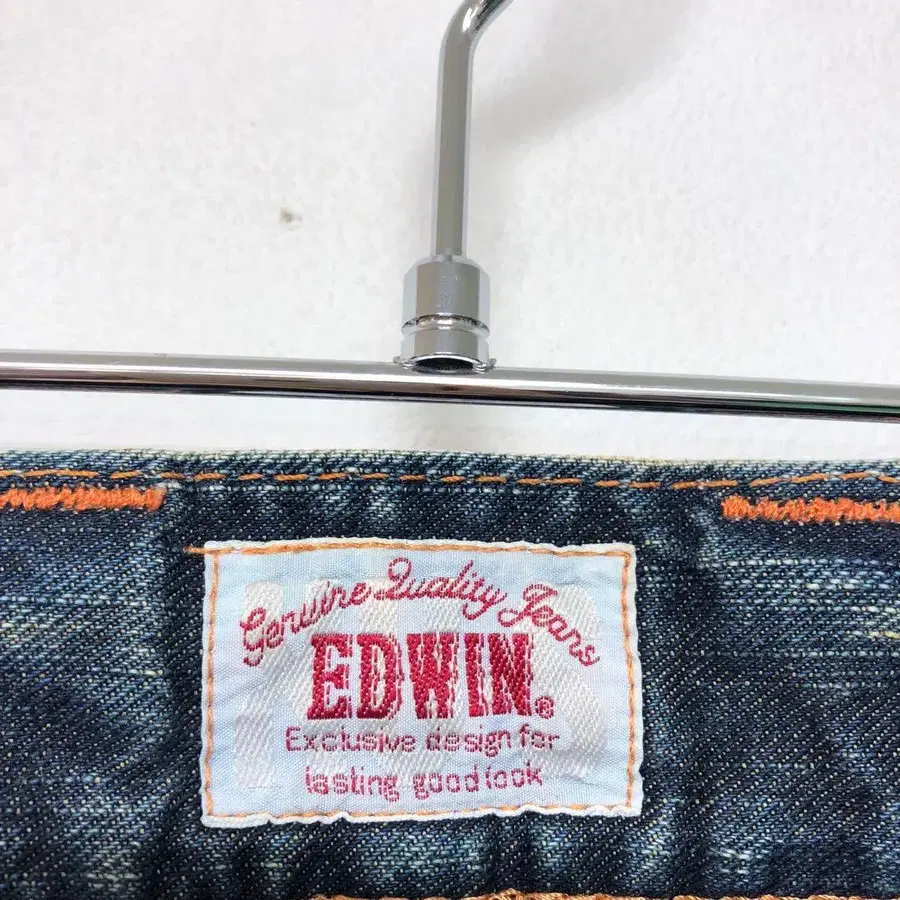 Genuine Quality Jeans
EDWIN®
Exclusive design for
lasting good look